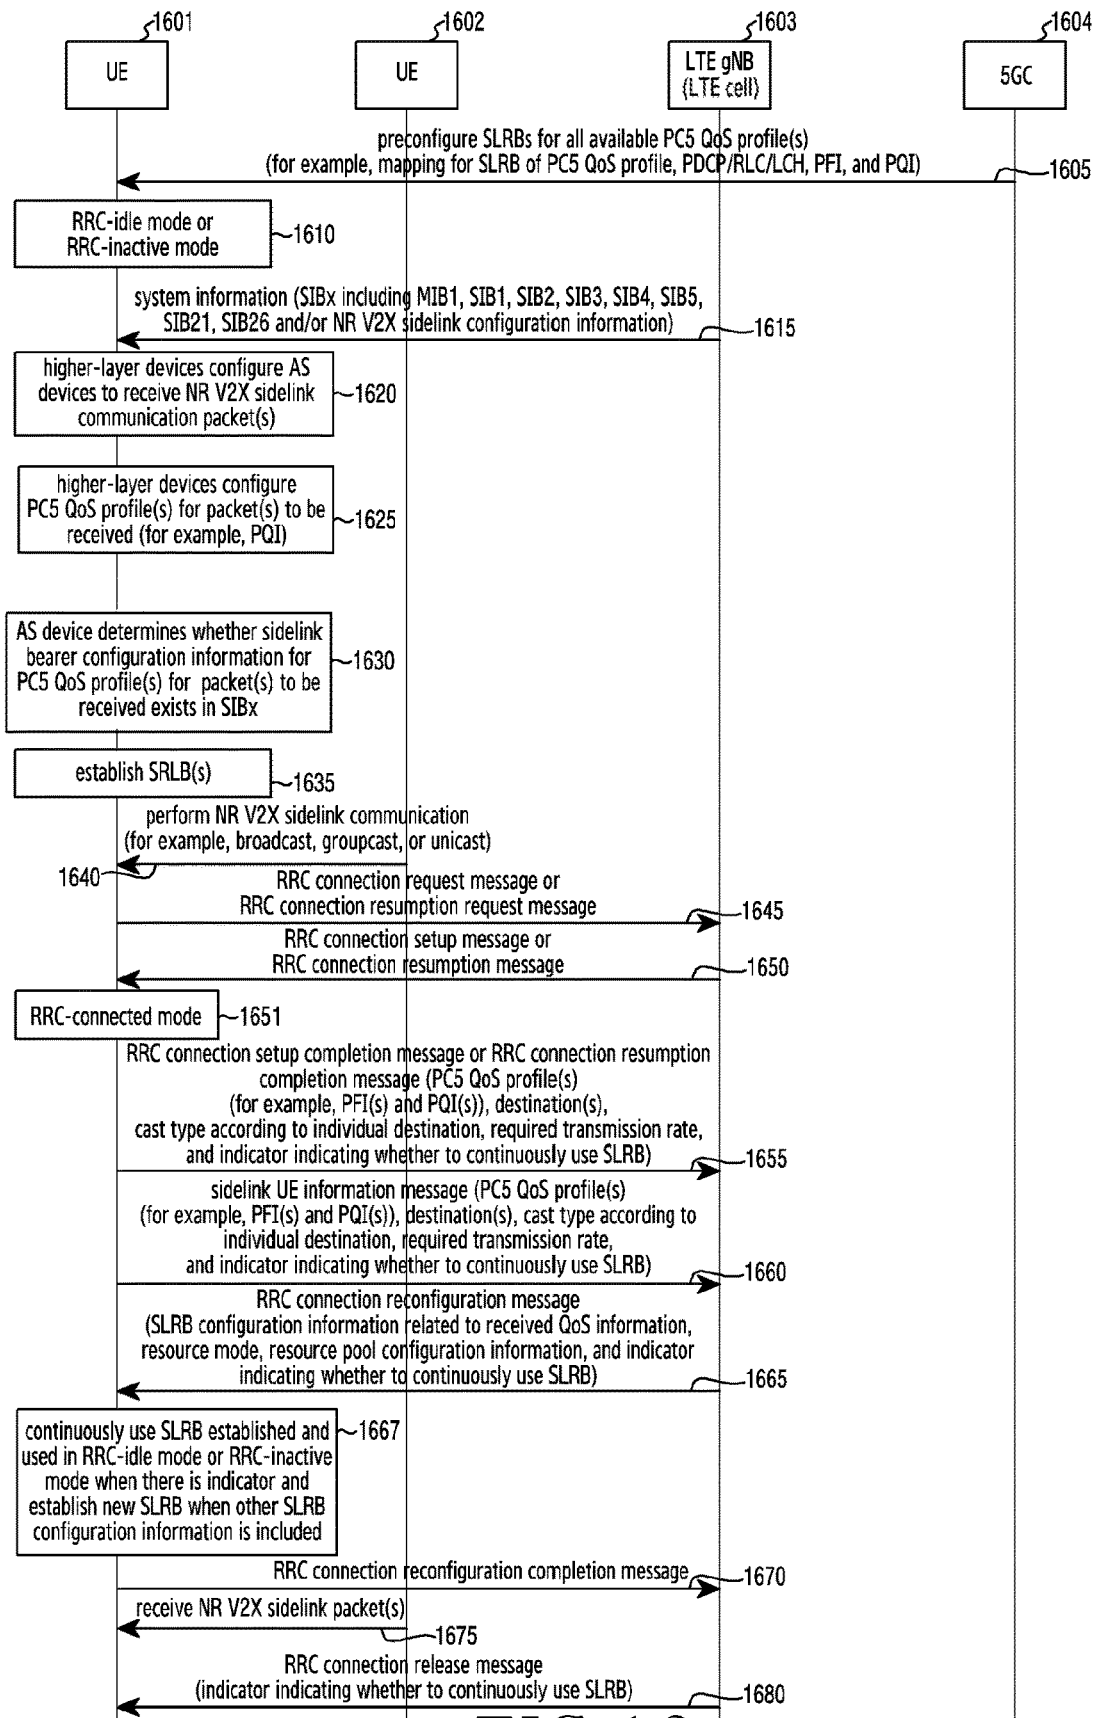 1601
1602
1603
1604
UE
UE
LTE gNB
(LTE cell)
5GC
preconfigure SLRBs for all available PC5 QoS profile(s)
(for example, mapping for SLRB of PC5 QoS profile, PDCP/RLC/LCH, PFI, and PQI)
1605
RRC-idle mode or
RRC-inactive mode
1610
system information (SIBx including MIB1, SIB1, SIB2, SIB3, SIB4, SIB5,
SIB21, SIB26 and/or NR V2X sidelink configuration information)
1615
higher-layer devices configure AS
devices to receive NR V2X sidelink
communication packet(s)
1620
higher-layer devices configure
PC5 QoS profile(s) for packet(s) to be
received (for example, PQI)
1625
AS device determines whether sidelink
bearer configuration information for
PC5 QoS profile(s) for packet(s) to be
received exists in SIBx
1630
establish SRLB(s)
1635
perform NR V2X sidelink communication
(for example, broadcast, groupcast, or unicast)
1640
RRC connection request message or
RRC connection resumption request message
1645
RRC connection setup message or
RRC connection resumption message
1650
RRC-connected mode
1651
RRC connection setup completion message or RRC connection resumption
completion message (PC5 QoS profile(s)
(for example, PFI(s) and PQI(s)), destination(s),
cast type according to individual destination, required transmission rate,
and indicator indicating whether to continuously use SLRB)
1655
sidelink UE information message (PC5 QoS profile(s)
(for example, PFI(s) and PQI(s)), destination(s), cast type according to
individual destination, required transmission rate,
and indicator indicating whether to continuously use SLRB)
1660
RRC connection reconfiguration message
(SLRB configuration information related to received QoS information,
resource mode, resource pool configuration information, and indicator
indicating whether to continuously use SLRB)
1665
continuously use SLRB established and
used in RRC-idle mode or RRC-inactive
mode when there is indicator and
establish new SLRB when other SLRB
configuration information is included
1667
RRC connection reconfiguration completion message
1670
receive NR V2X sidelink packet(s)
1675
RRC connection release message
(indicator indicating whether to continuously use SLRB)
1680